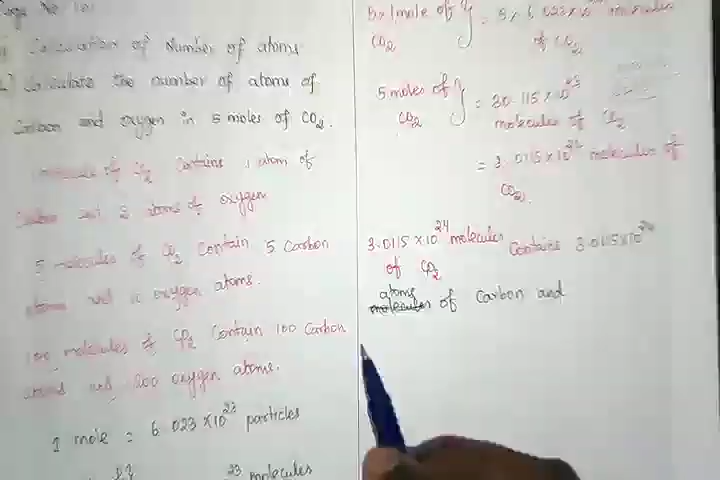 Calculation of Number of atoms
Calculate the number of atoms of
Carbon and oxygen in 5 moles of CO2.
1 molecule of CO2 contains 1 atom of
Carbon and 2 atoms of oxygen
5 molecules of CO2 contain 5 Carbon
atoms and 10 oxygen atoms.
100 molecules of CO2 contain 100 Carbon
atoms and 200 oxygen atoms.
1 mole = 6.023 × 10^23 particles
23 molecules
5 × 1 mole of CO2 } = 5 × 6.023 × 10^23 molecules
of CO2
5 moles of CO2 } = 30.115 × 10^23
molecules of CO2
= 3.0115 × 10^24 molecules of
CO2.
3.0115 × 10^24 molecules contains 3.0115 × 10^24
of CO2
atoms of Carbon and